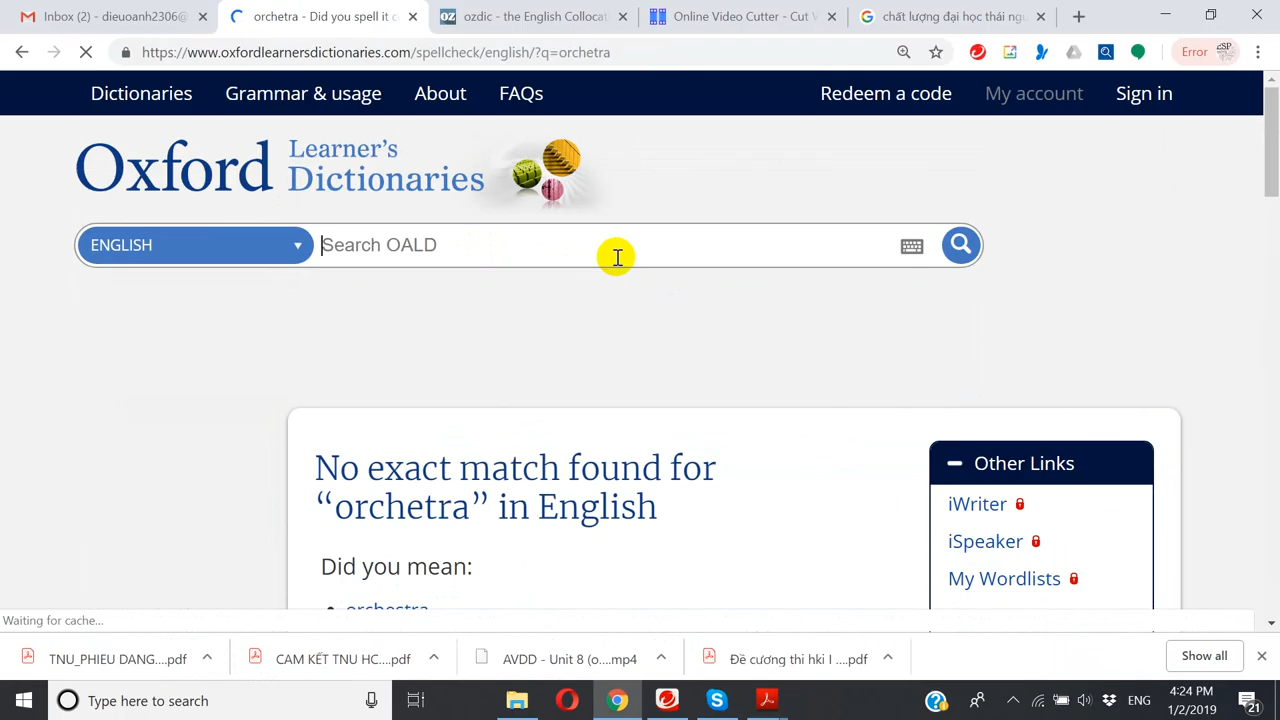 Inbox (2) - dieuoanh2306@
orchetra - Did you spell it c
ozdic - the English Collocat
Online Video Cutter - Cut V
chất lượng đại học thái ngu
https://www.oxfordlearnersdictionaries.com/spellcheck/english/?q=orchetra
Error
Dictionaries
Grammar & usage
About
FAQs
Redeem a code
My account
Sign in
Oxford Learner's Dictionaries
ENGLISH
Search OALD
No exact match found for
“orchetra” in English
Did you mean:
orchestra
Other Links
iWriter
iSpeaker
My Wordlists
Waiting for cache...
TNU_PHIEU DANG....pdf
CAM KẾT TNU HC....pdf
AVDD - Unit 8 (o....mp4
Đề cương thi hki I ....pdf
Show all
Type here to search
ENG
4:24 PM
1/2/2019
21